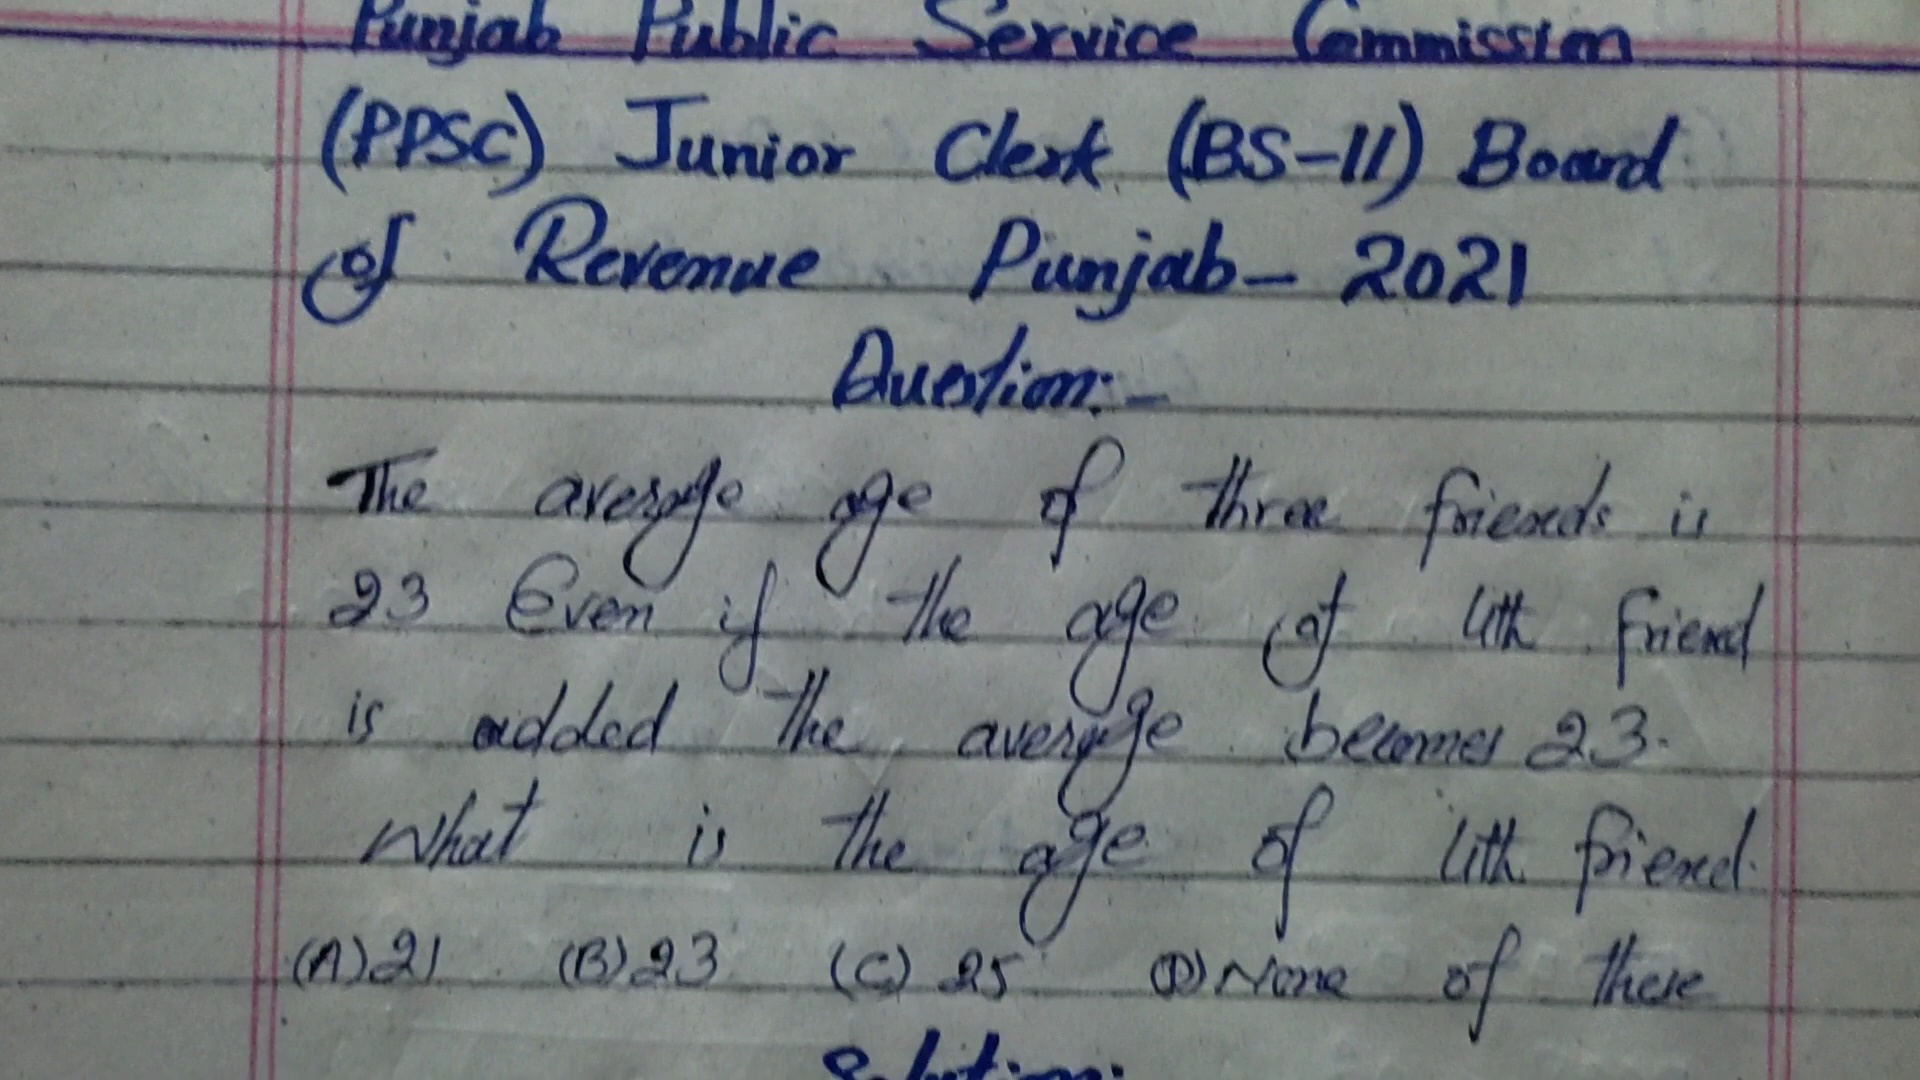 Punjab Public Service Commission
(PPSC) Junior Clerk (BS-11) Board
of Revenue Punjab- 2021
Question:-
The average age of three friends is
23 Even if the age of 4th friend
is added the average becomes 23.
What is the age of 4th friend.
(A) 21 (B) 23 (C) 25 (D) None of these
Solution: